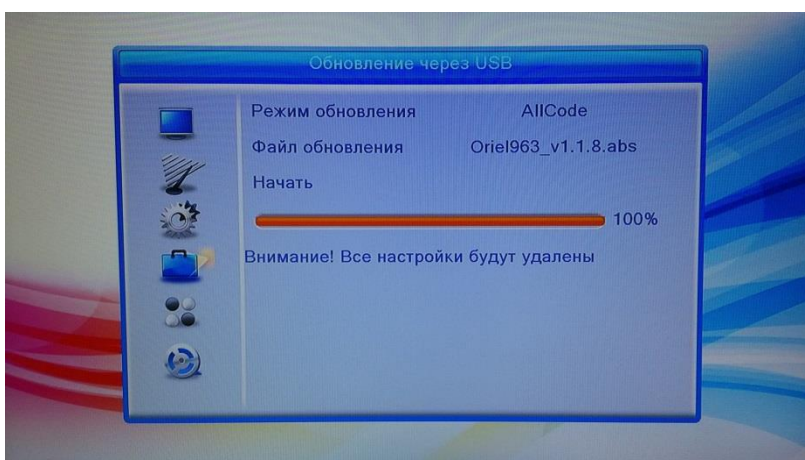 Обновление через USB
Режим обновления AllCode
Файл обновления Oriel963_v1.1.8.abs
Начать
100%
Внимание! Все настройки будут удалены